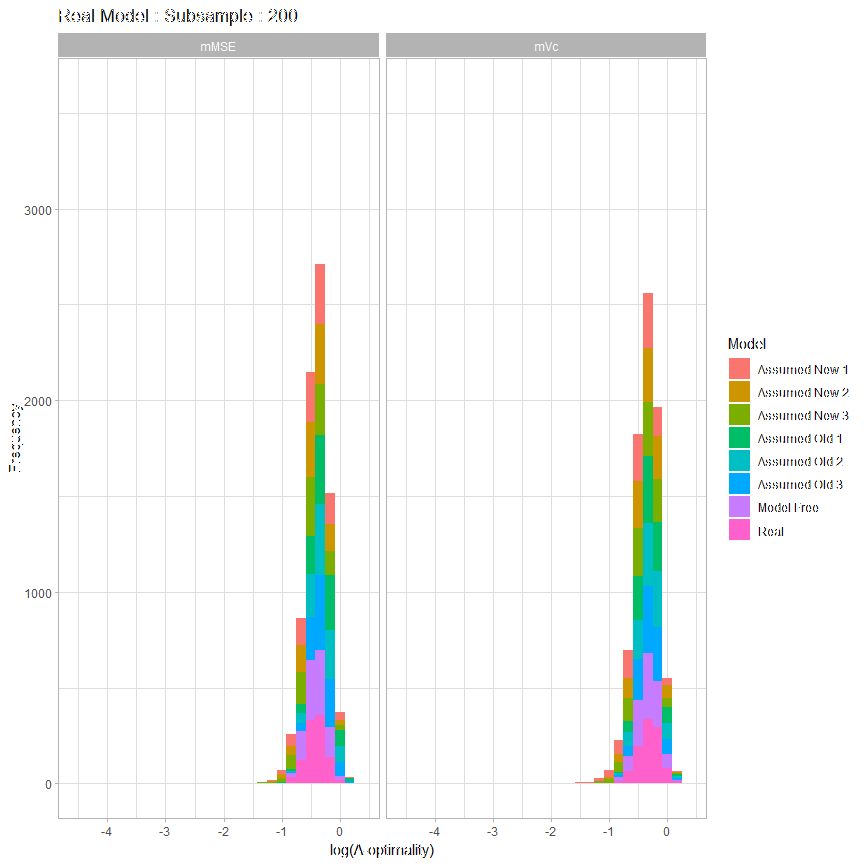 Real Model : Subsample : 200
mMSE
mVc
3000
2000
1000
0
Frequency
-4 -3 -2 -1 0
-4 -3 -2 -1 0
log(A-optimality)
Model
Assumed New 1
Assumed New 2
Assumed New 3
Assumed Old 1
Assumed Old 2
Assumed Old 3
Model Free
Real